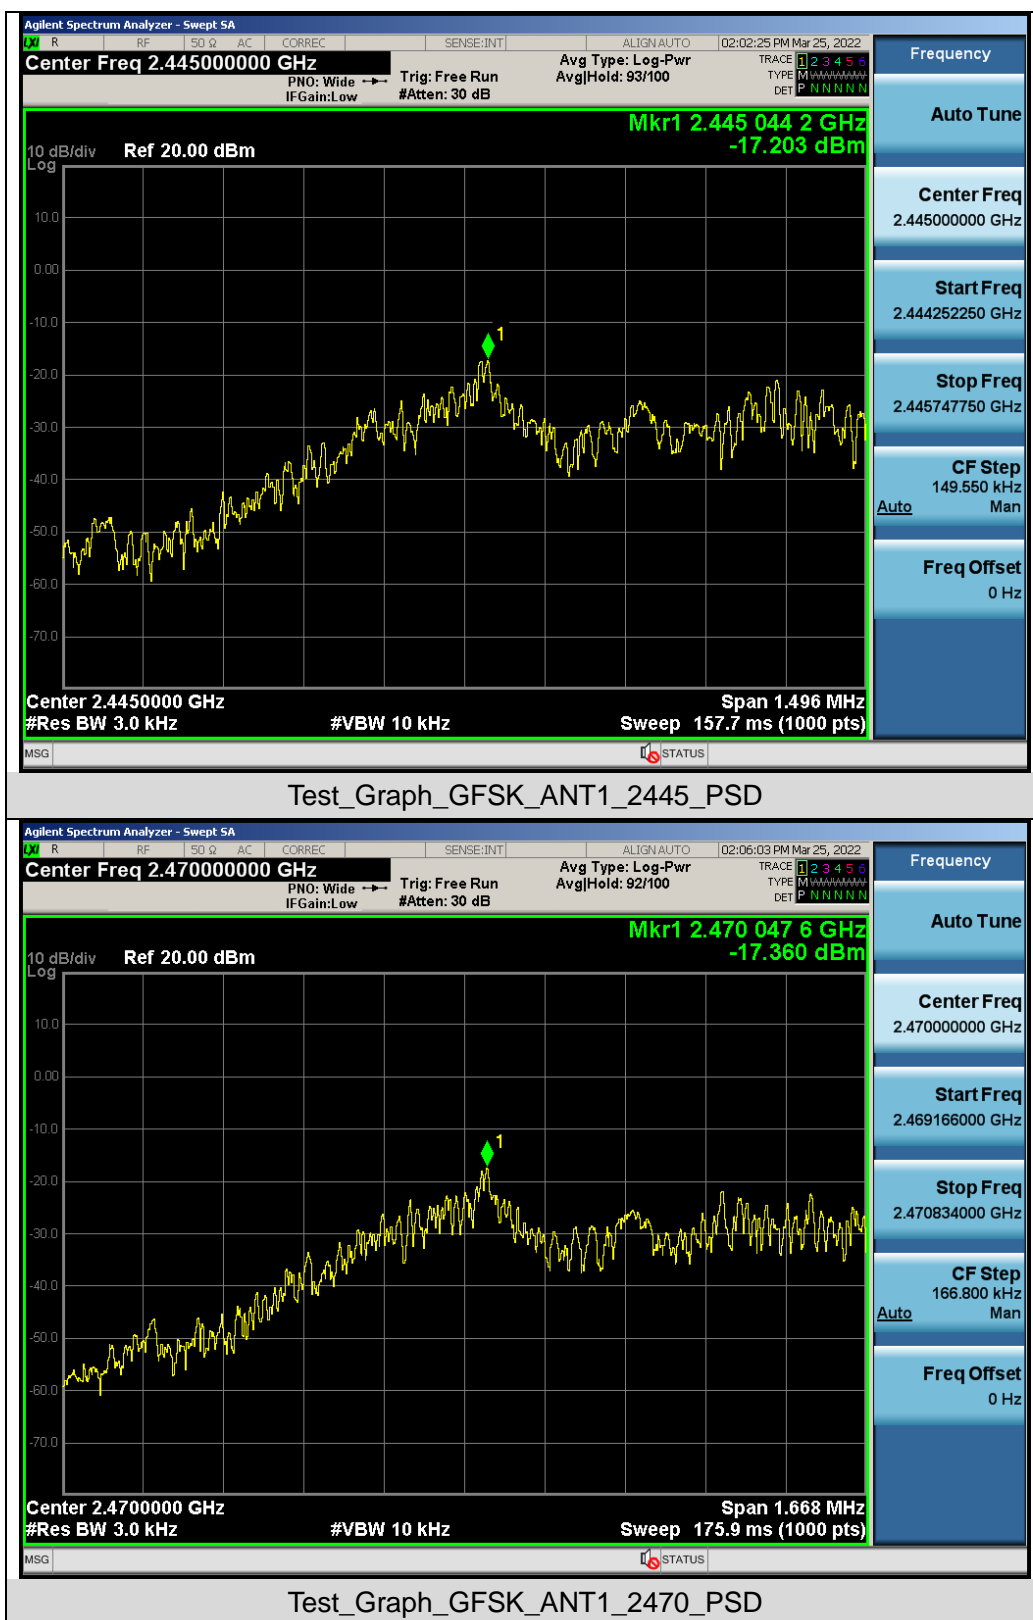 Agilent Spectrum Analyzer - Swept SA
LXI R RF 50 Ω AC CORREC SENSE:INT ALIGN AUTO 02:02:25 PM Mar 25, 2022
Center Freq 2.445000000 GHz
PNO: Wide
IFGain:Low
Trig: Free Run
#Atten: 30 dB
Avg Type: Log-Pwr
Avg|Hold: 93/100
TRACE 1 2 3 4 5 6
TYPE M WWWWW
DET P N N N N N
Mkr1 2.445 044 2 GHz
-17.203 dBm
10 dB/div Ref 20.00 dBm
Log
10.0
0.00
-10.0
-20.0
-30.0
-40.0
-50.0
-60.0
-70.0
1
Center 2.4450000 GHz Span 1.496 MHz
#Res BW 3.0 kHz #VBW 10 kHz Sweep 157.7 ms (1000 pts)
MSG STATUS
Frequency
Auto Tune
Center Freq
2.445000000 GHz
Start Freq
2.444252250 GHz
Stop Freq
2.445747750 GHz
CF Step
149.550 kHz
Auto Man
Freq Offset
0 Hz
Test_Graph_GFSK_ANT1_2445_PSD
Agilent Spectrum Analyzer - Swept SA
LXI R RF 50 Ω AC CORREC SENSE:INT ALIGN AUTO 02:06:03 PM Mar 25, 2022
Center Freq 2.470000000 GHz
PNO: Wide
IFGain:Low
Trig: Free Run
#Atten: 30 dB
Avg Type: Log-Pwr
Avg|Hold: 92/100
TRACE 1 2 3 4 5 6
TYPE M WWWWW
DET P N N N N N
Mkr1 2.470 047 6 GHz
-17.360 dBm
10 dB/div Ref 20.00 dBm
Log
10.0
0.00
-10.0
-20.0
-30.0
-40.0
-50.0
-60.0
-70.0
1
Center 2.4700000 GHz Span 1.668 MHz
#Res BW 3.0 kHz #VBW 10 kHz Sweep 175.9 ms (1000 pts)
MSG STATUS
Frequency
Auto Tune
Center Freq
2.470000000 GHz
Start Freq
2.469166000 GHz
Stop Freq
2.470834000 GHz
CF Step
166.800 kHz
Auto Man
Freq Offset
0 Hz
Test_Graph_GFSK_ANT1_2470_PSD